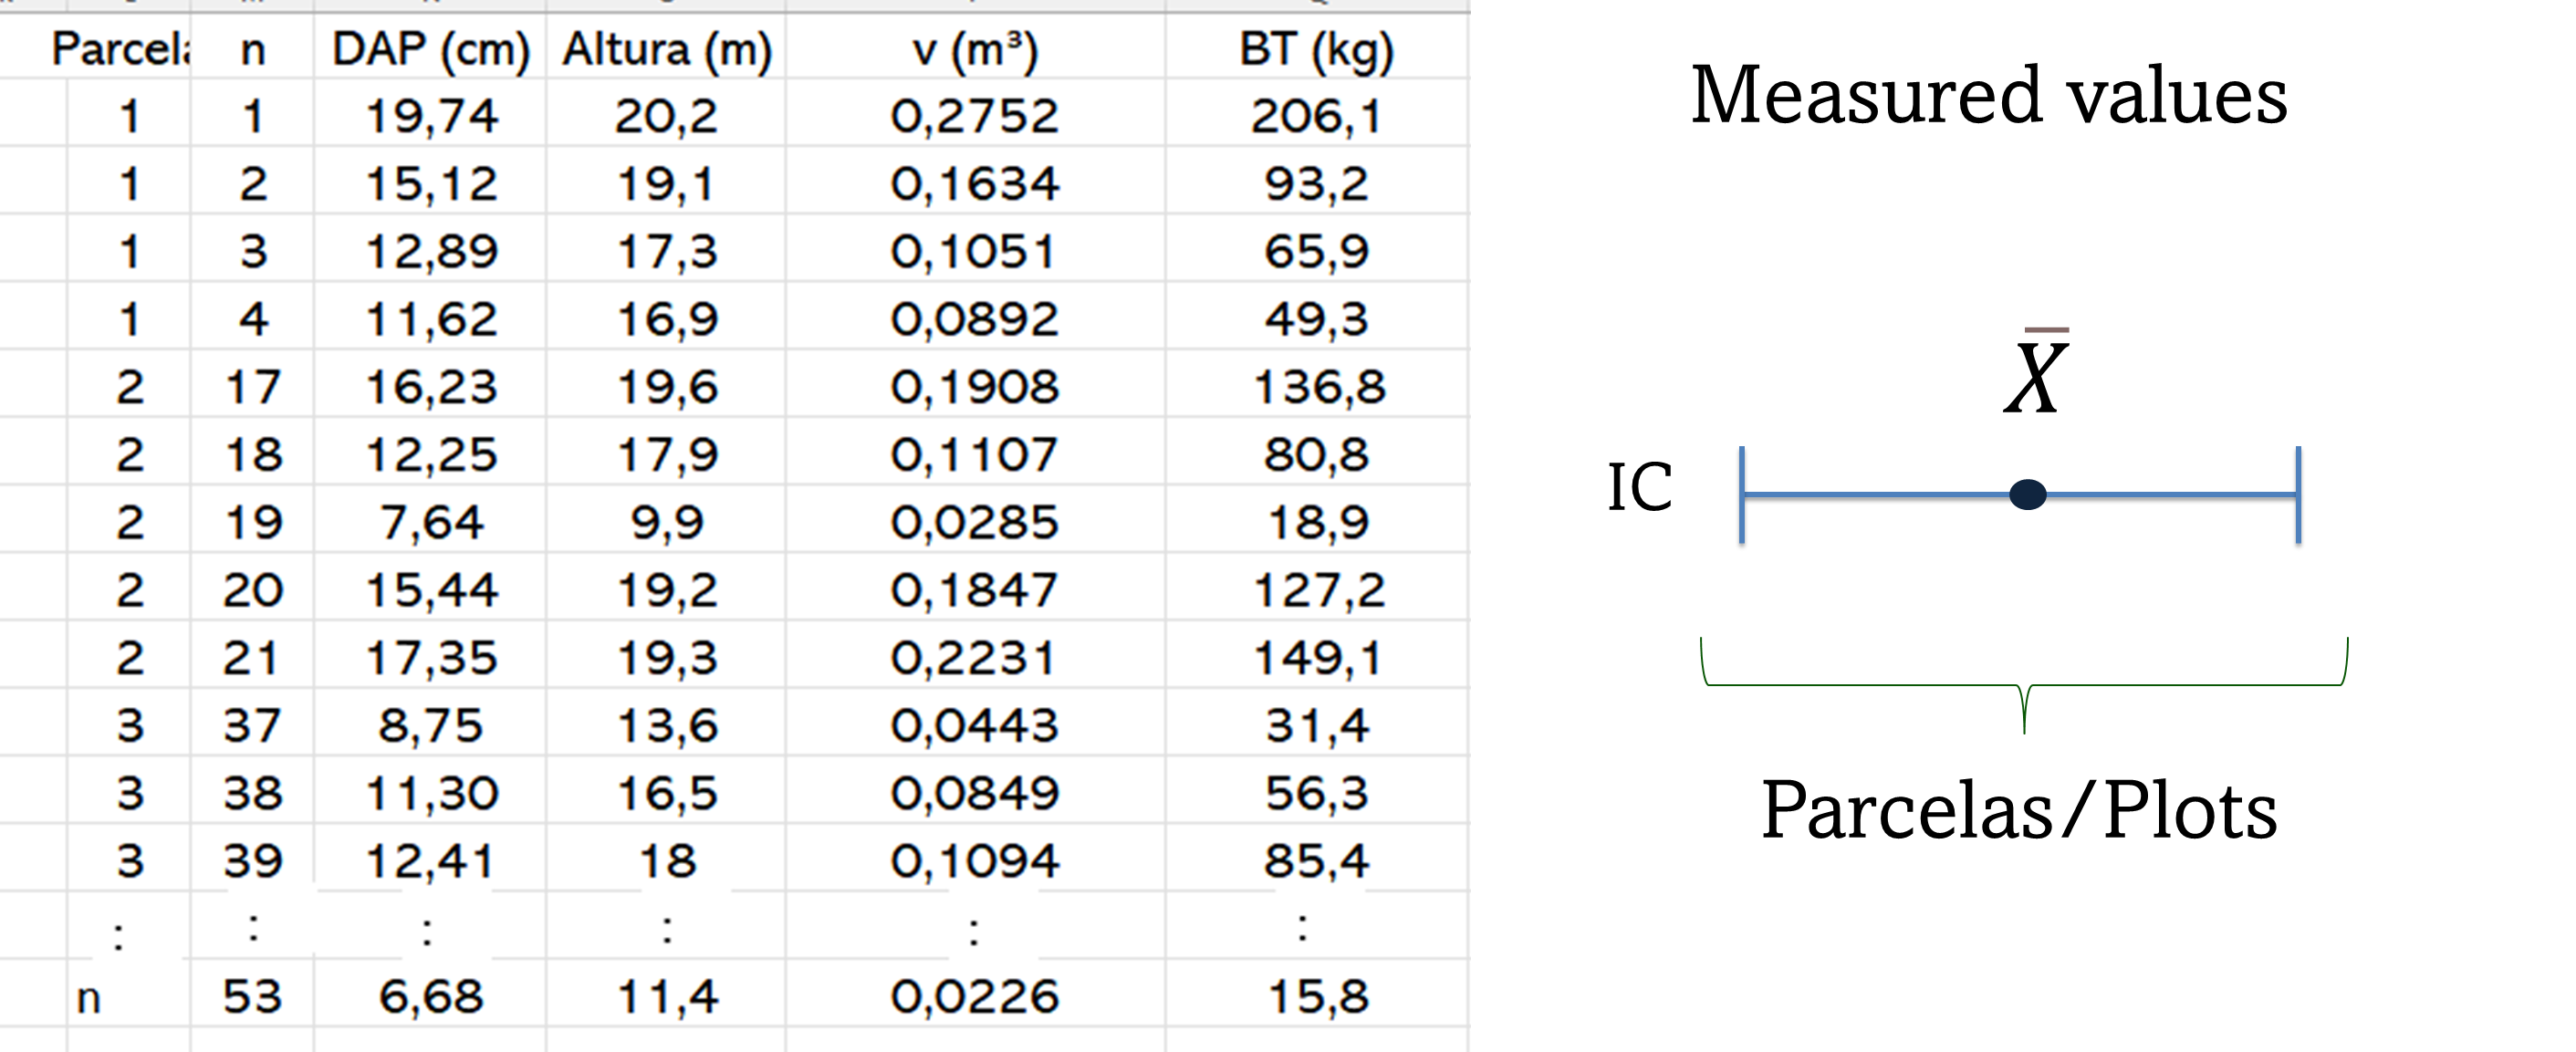 Parcela n DAP (cm) Altura (m) v (m³) BT (kg)
1 1 19,74 20,2 0,2752 206,1
1 2 15,12 19,1 0,1634 93,2
1 3 12,89 17,3 0,1051 65,9
1 4 11,62 16,9 0,0892 49,3
2 17 16,23 19,6 0,1908 136,8
2 18 12,25 17,9 0,1107 80,8
2 19 7,64 9,9 0,0285 18,9
2 20 15,44 19,2 0,1847 127,2
2 21 17,35 19,3 0,2231 149,1
3 37 8,75 13,6 0,0443 31,4
3 38 11,30 16,5 0,0849 56,3
3 39 12,41 18 0,1094 85,4
: : : : : :
n 53 6,68 11,4 0,0226 15,8
Measured values
X̅
IC
Parcelas/Plots